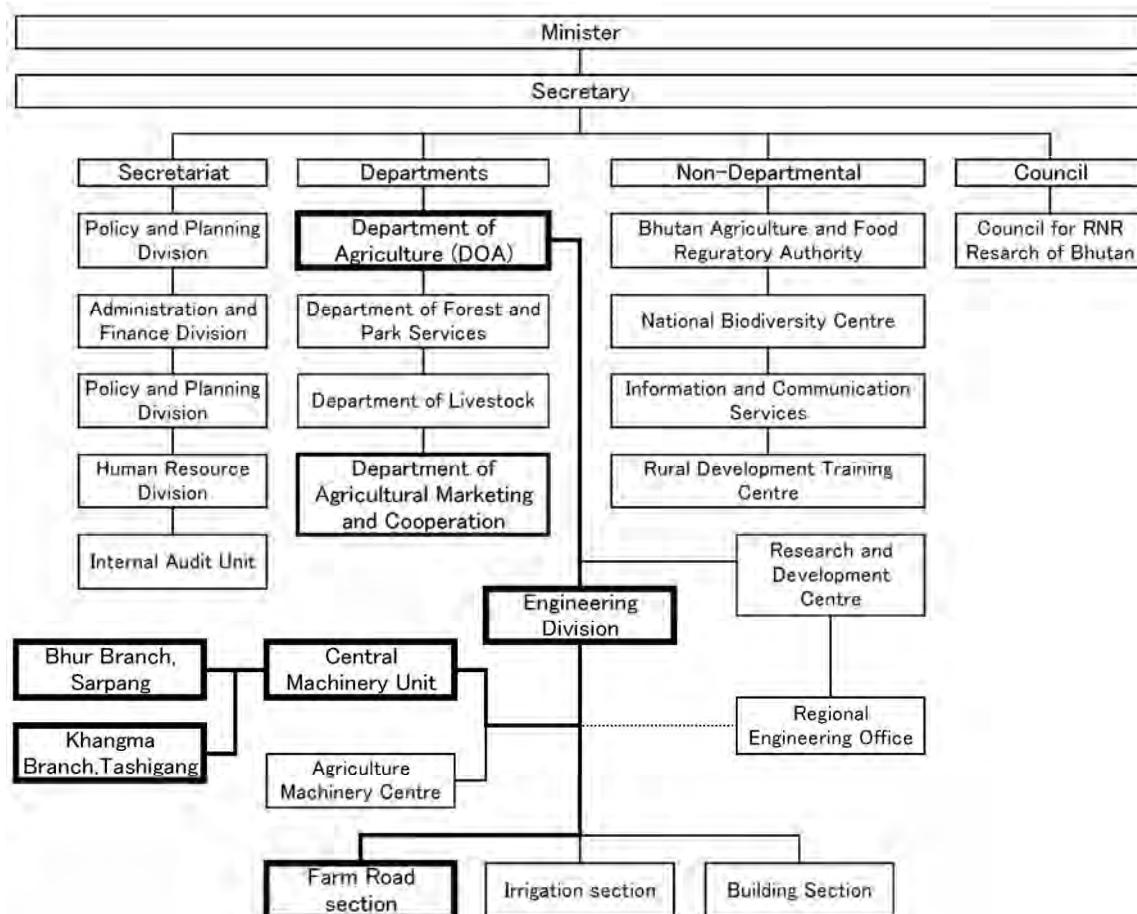 Minister
Secretary
Secretariat
Departments
Non-Departmental
Council
Policy and Planning
Division
Department of
Agriculture (DOA)
Bhutan Agriculture and Food
Reguratory Authority
Council for RNR
Resarch of Bhutan
Administration and
Finance Division
Department of Forest and
Park Services
National Biodiversity Centre
Policy and Planning
Division
Department of Livestock
Information and Communication
Services
Human Resource
Division
Department of
Agricultural Marketing
and Cooperation
Rural Development Training
Centre
Internal Audit Unit
Research and
Development
Centre
Engineering
Division
Bhur Branch,
Sarpang
Central
Machinery Unit
Khangma
Branch,Tashigang
Agriculture
Machinery Centre
Regional
Engineering Office
Farm Road
section
Irrigation section
Building Section